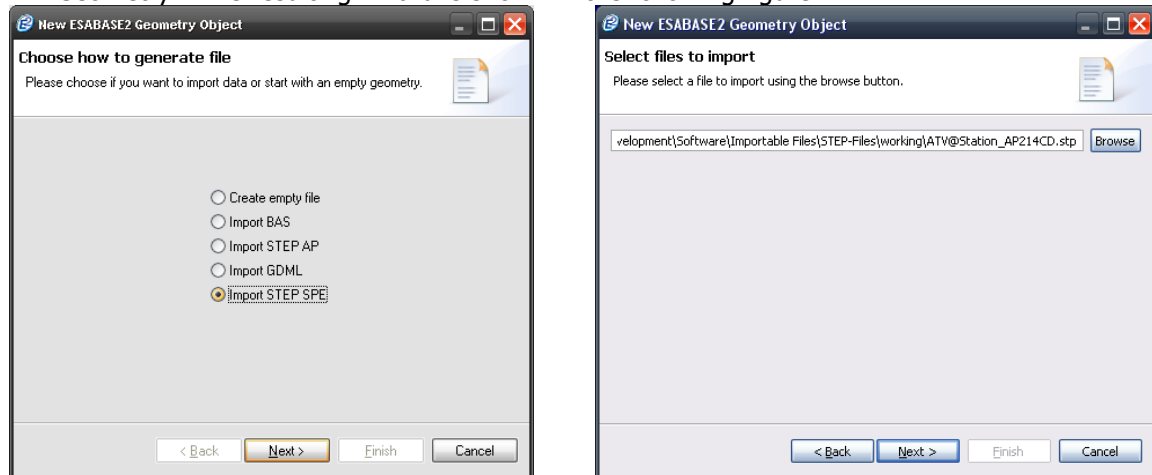 New ESABASE2 Geometry Object
Choose how to generate file
Please choose if you want to import data or start with an empty geometry.
Create empty file
Import BAS
Import STEP AP
Import GDML
Import STEP SPE
< Back
Next >
Finish
Cancel
New ESABASE2 Geometry Object
Select files to import
Please select a file to import using the browse button.
velopment\Software\Importable Files\STEP-Files\working\ATV@Station_AP214CD.stp
Browse
< Back
Next >
Finish
Cancel